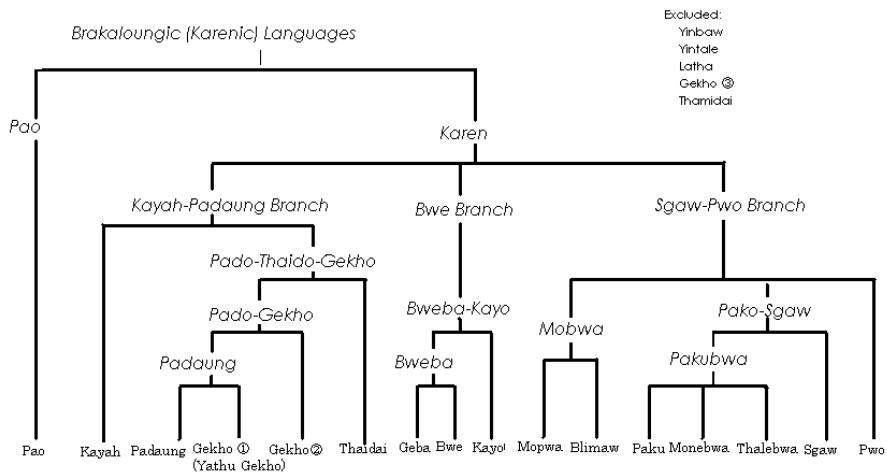 Brakaloungic (Karenic) Languages
Excluded:
Yinbaw
Yintale
Latha
Gekho ③
Thamidai
Pao
Karen
Kayah-Padaung Branch
Bwe Branch
Sgaw-Pwo Branch
Pado-Thaido-Gekho
Pado-Gekho
Bweba-Kayo
Mobwa
Pako-Sgaw
Padaung
Bweba
Pakubwa
Pao
Kayah
Padaung
Gekho ①
(Yathu Gekho)
Gekho②
Thaidai
Geba
Bwe
Kayo
Mopwa
Blimaw
Paku
Monebwa
Thalebwa
Sgaw
Pwo